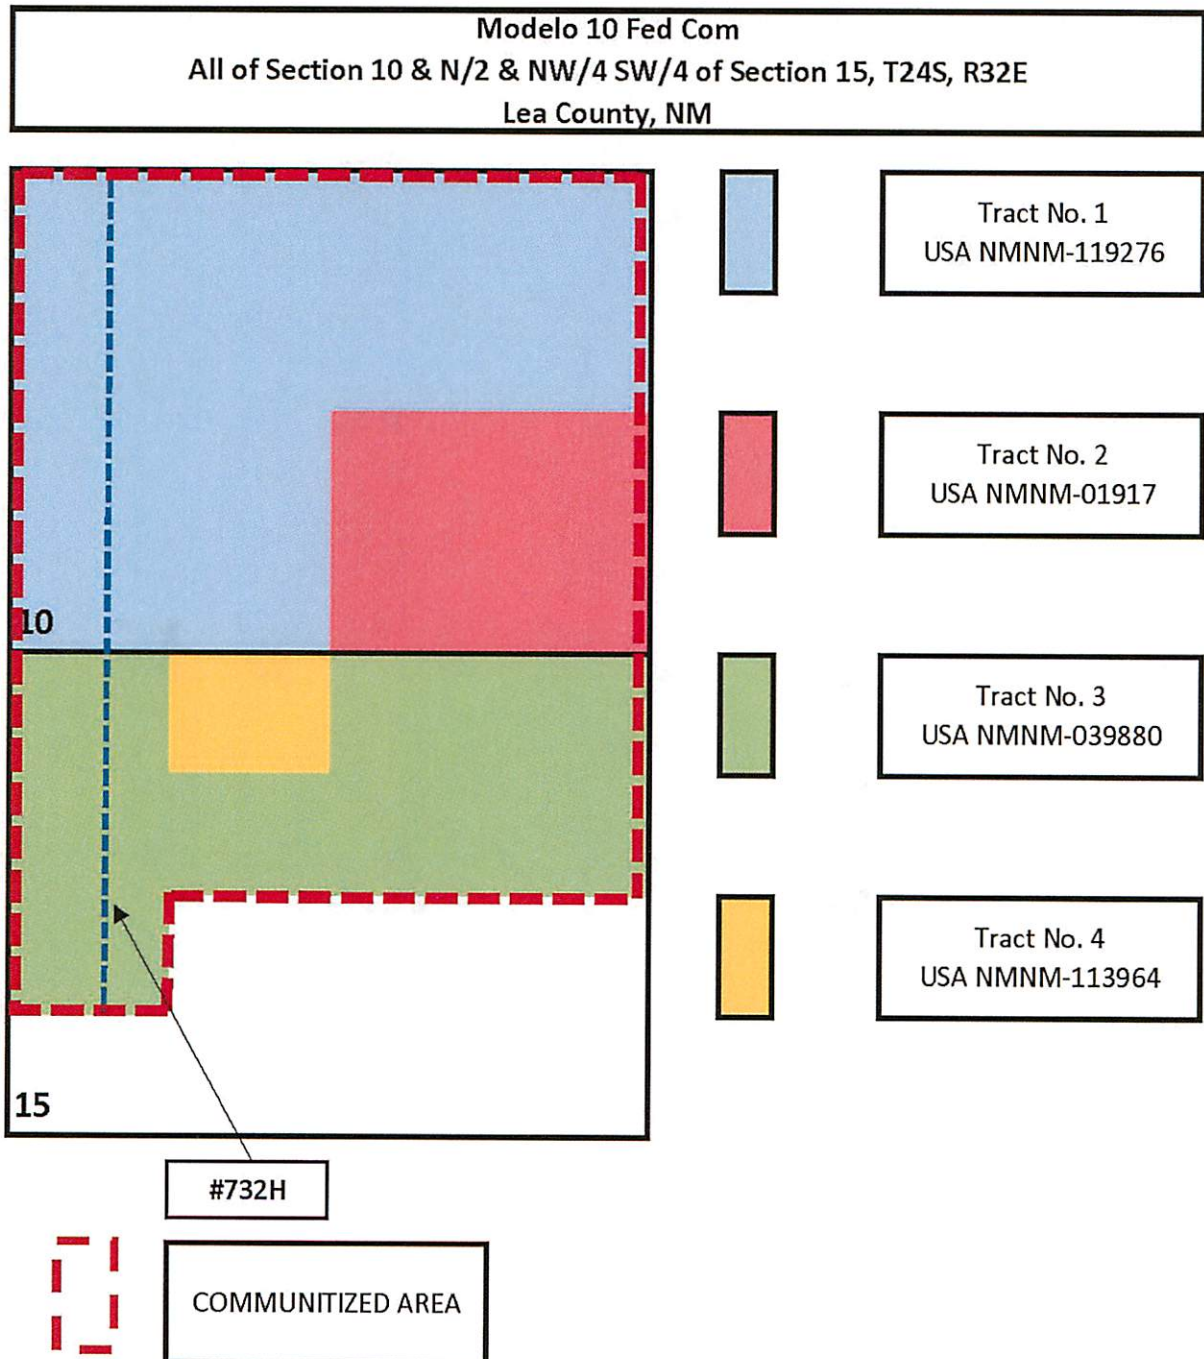 Modelo 10 Fed Com
All of Section 10 & N/2 & NW/4 SW/4 of Section 15, T24S, R32E
Lea County, NM
Tract No. 1
USA NMNM-119276
Tract No. 2
USA NMNM-01917
10
Tract No. 3
USA NMNM-039880
Tract No. 4
USA NMNM-113964
15
#732H
COMMUNITIZED AREA